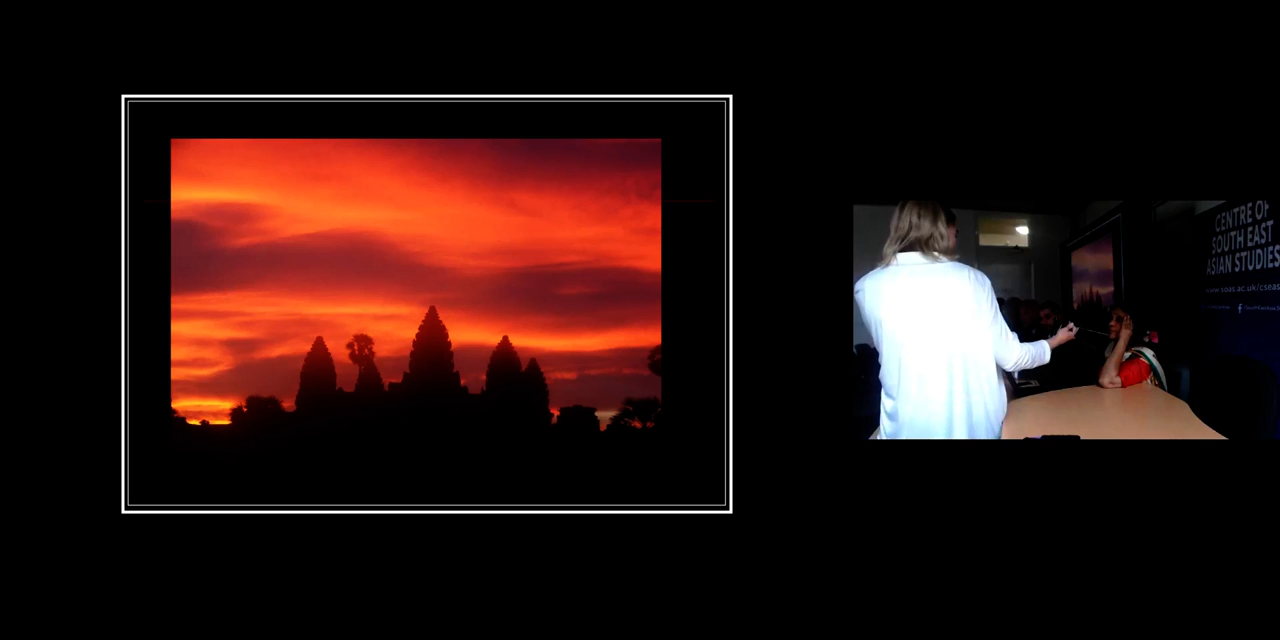 CENTRE OF
SOUTH EAST
ASIAN STUDIES
www.soas.ac.uk/cseas